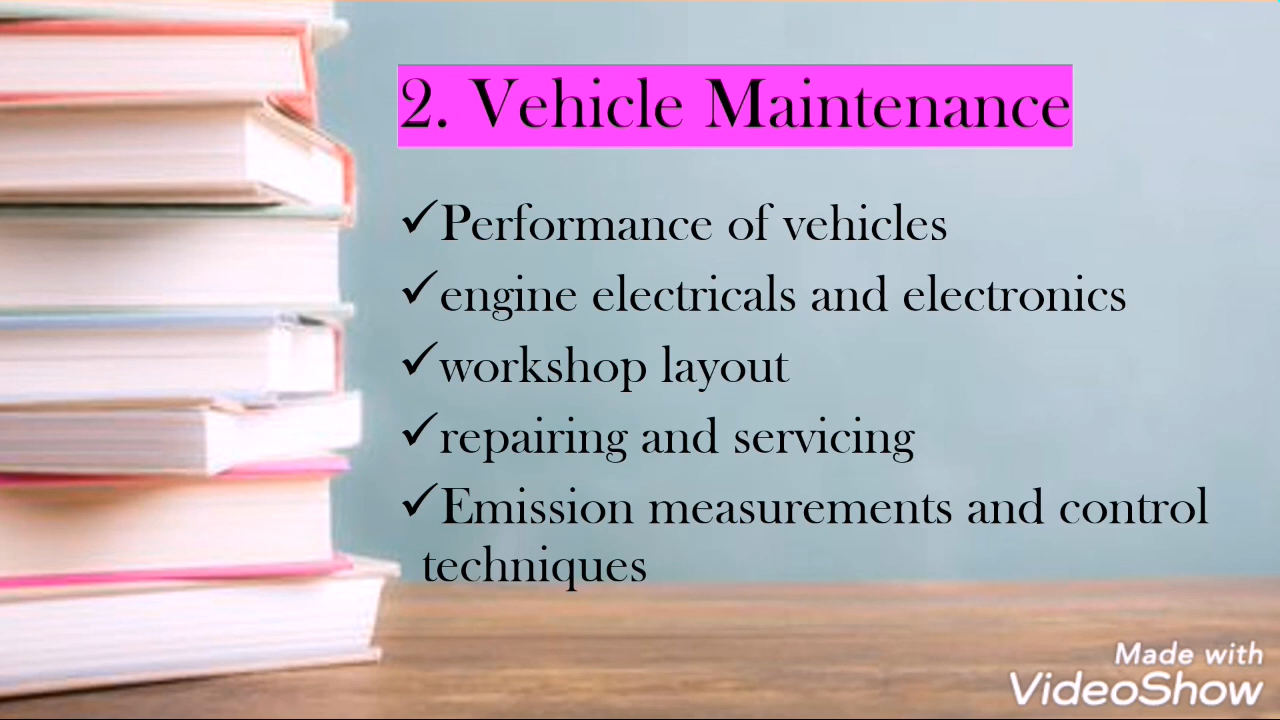 2. Vehicle Maintenance
✓Performance of vehicles
✓engine electricals and electronics
✓workshop layout
✓repairing and servicing
✓Emission measurements and control
techniques
Made with
VideoShow